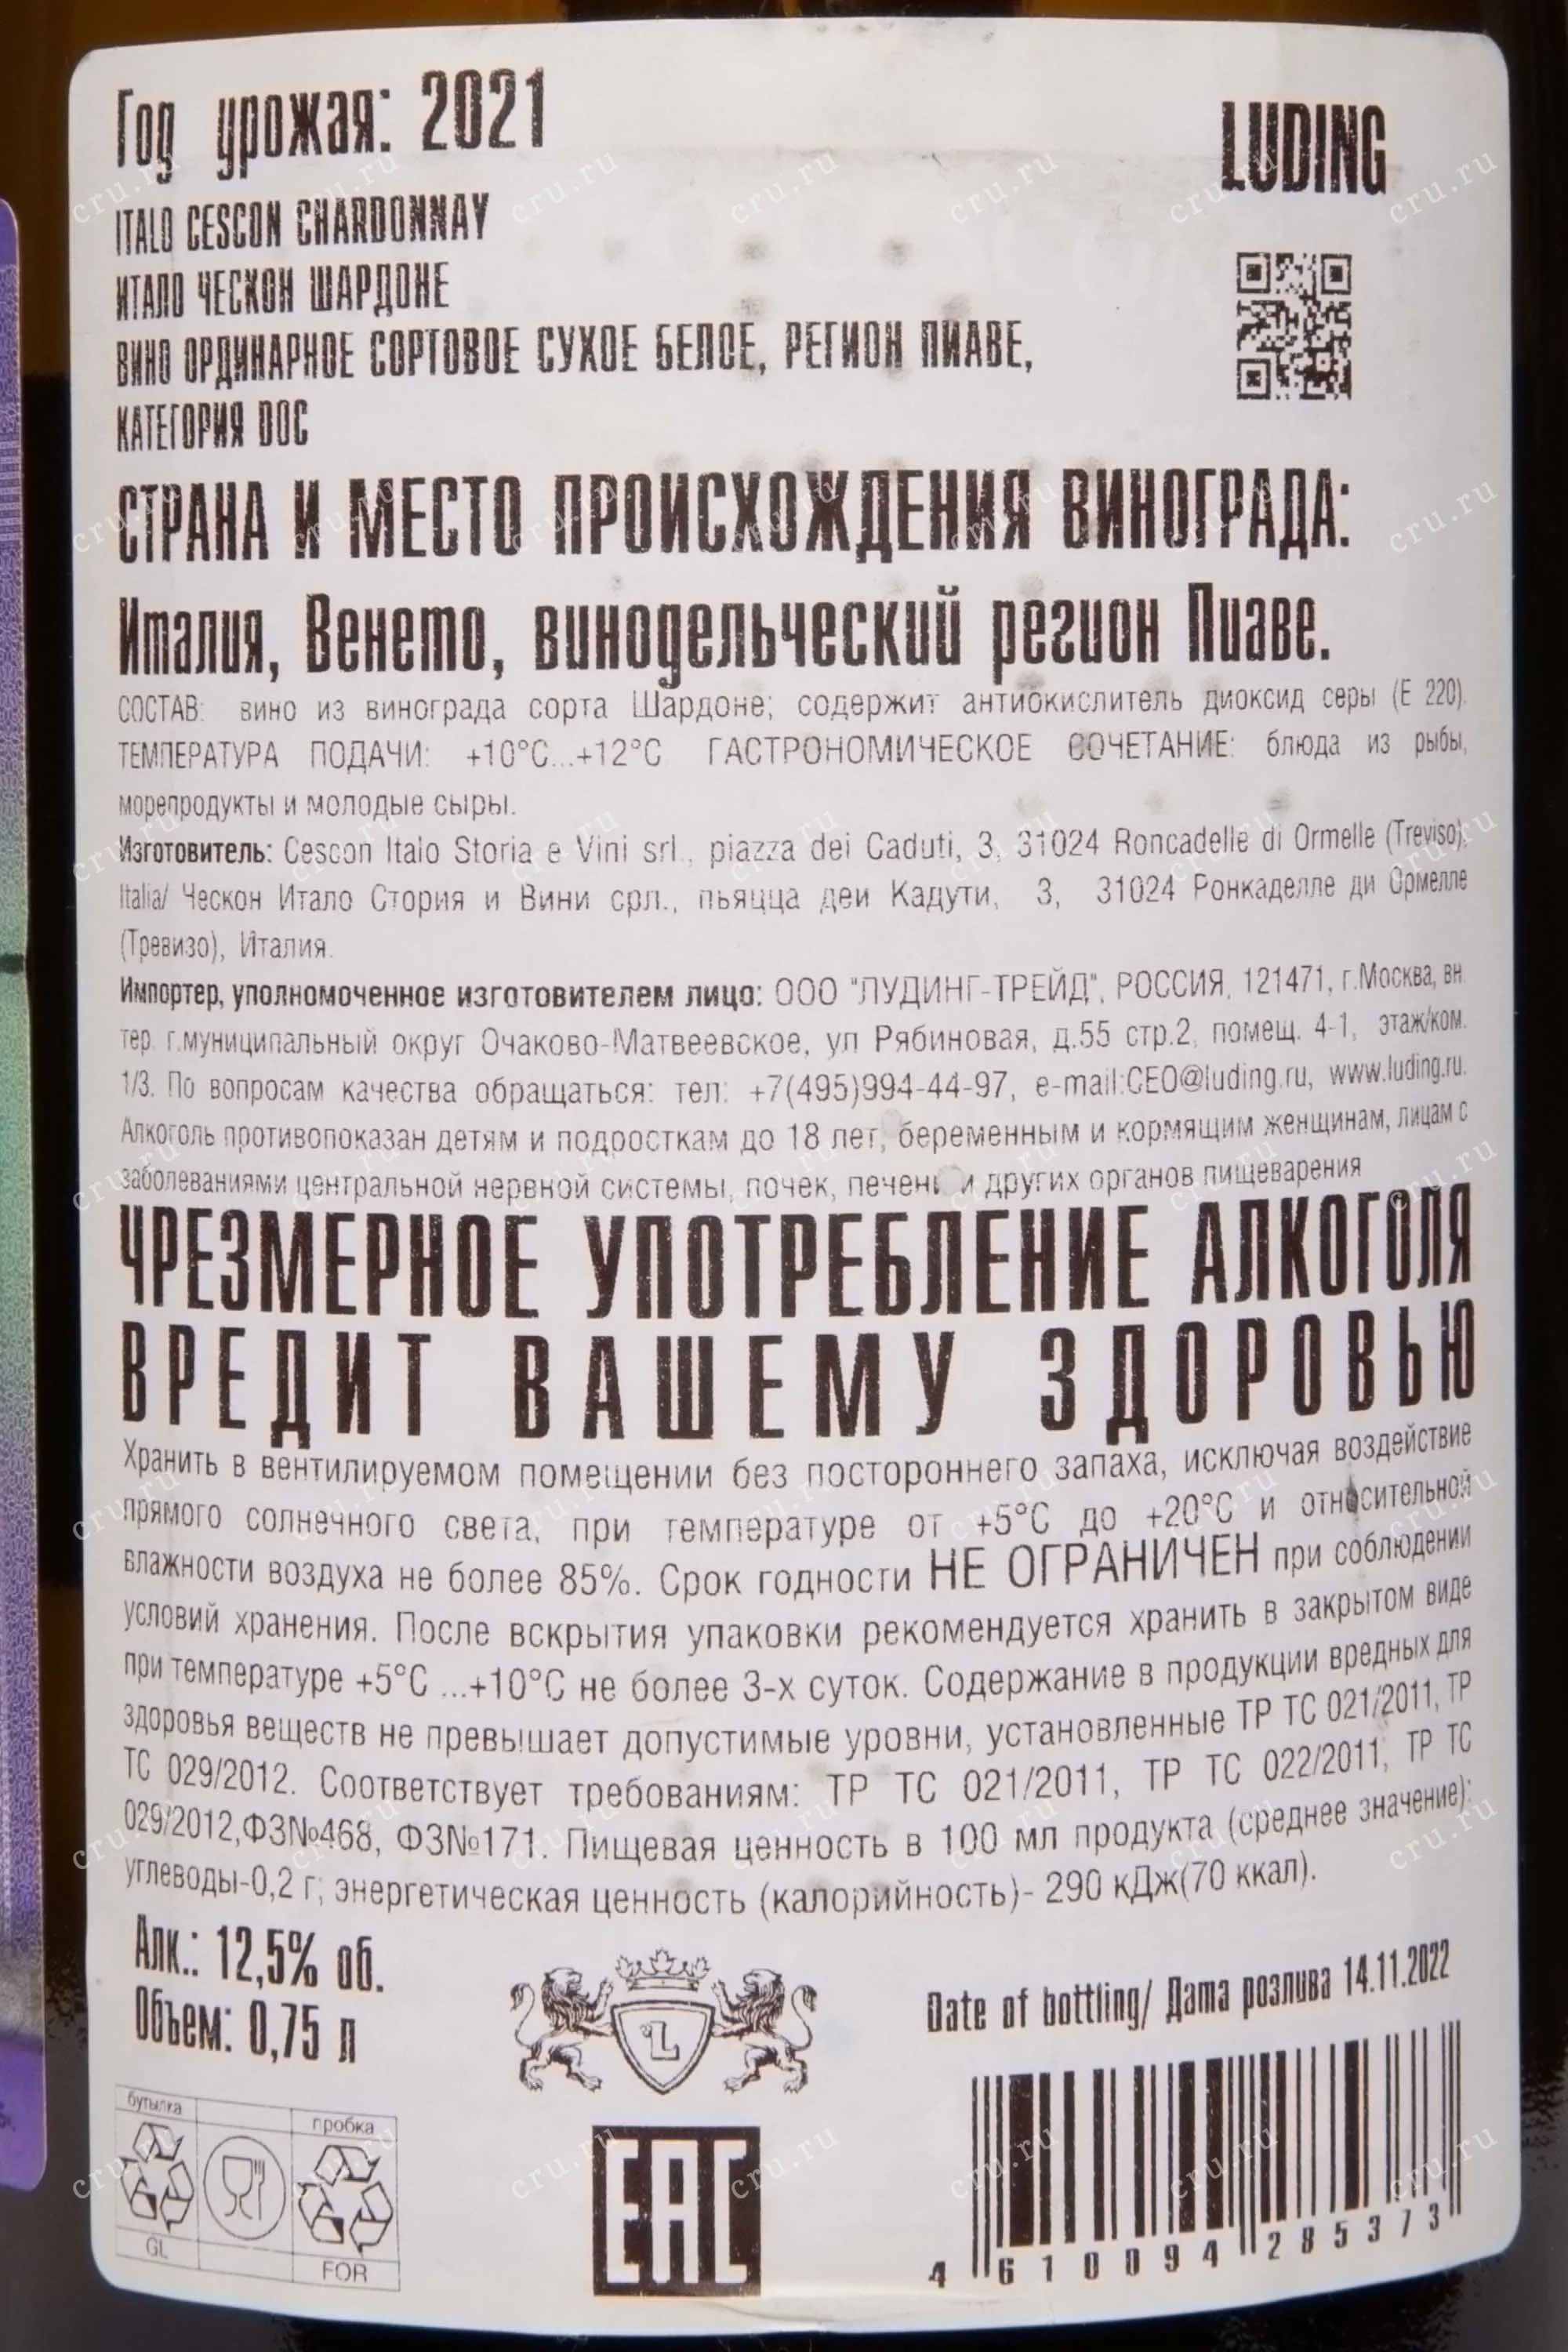 Год урожая: 2021
LUDING
ITALO CESCON CHARDONNAY
ИТАЛО ЧЕСКОН ШАРДОНЕ
ВИНО ОРДИНАРНОЕ СОРТОВОЕ СУХОЕ БЕЛОЕ, РЕГИОН ПИАВЕ,
КАТЕГОРИЯ DOC
СТРАНА И МЕСТО ПРОИСХОЖДЕНИЯ ВИНОГРАДА:
Италия, Венето, винодельческий регион Пиаве.
СОСТАВ: вино из винограда сорта Шардоне; содержит антиокислитель диоксид серы (Е 220).
ТЕМПЕРАТУРА ПОДАЧИ: +10°С...+12°С ГАСТРОНОМИЧЕСКОЕ СОЧЕТАНИЕ: блюда из рыбы,
морепродукты и молодые сыры.
Изготовитель: Cescon Italo Storia e Vini srl., piazza dei Caduti, 3, 31024 Roncadelle di Ormelle (Treviso),
Italia/ Ческон Итало Стория и Вини срл., пьяцца деи Кадути, 3, 31024 Ронкаделле ди Ормелле
(Тревизо), Италия.
Импортер, уполномоченное изготовителем лицо: ООО "ЛУДИНГ-ТРЕЙД", РОССИЯ, 121471, г.Москва, вн.
тер. г.муниципальный округ Очаково-Матвеевское, ул Рябиновая, д.55 стр.2, помещ. 4-1, этаж/ком.
1/3. По вопросам качества обращаться: тел: +7(495)994-44-97, e-mail:CEO@luding.ru, www.luding.ru.
Алкоголь противопоказан детям и подросткам до 18 лет, беременным и кормящим женщинам, лицам с
заболеваниями центральной нервной системы, почек, печени и других органов пищеварения
ЧРЕЗМЕРНОЕ УПОТРЕБЛЕНИЕ АЛКОГОЛЯ
ВРЕДИТ ВАШЕМУ ЗДОРОВЬЮ
Хранить в вентилируемом помещении без постороннего запаха, исключая воздействие
прямого солнечного света, при температуре от +5°С до +20°С и относительной
влажности воздуха не более 85%. Срок годности НЕ ОГРАНИЧЕН при соблюдении
условий хранения. После вскрытия упаковки рекомендуется хранить в закрытом виде
при температуре +5°С ...+10°С не более 3-х суток. Содержание в продукции вредных для
здоровья веществ не превышает допустимые уровни, установленные ТР ТС 021/2011, ТР
ТС 029/2012. Соответствует требованиям: ТР ТС 021/2011, ТР ТС 022/2011, ТР ТС
029/2012,ФЗ№468, ФЗ№171. Пищевая ценность в 100 мл продукта (среднее значение):
углеводы-0,2 г; энергетическая ценность (калорийность)- 290 кДж(70 ккал).
Алк.: 12,5% об.
Объем: 0,75 л
Date of bottling/ Дата розлива 14.11.2022
L
бутылка
пробка
GL
FOR
EAC
4 610094 285373
cru.ru